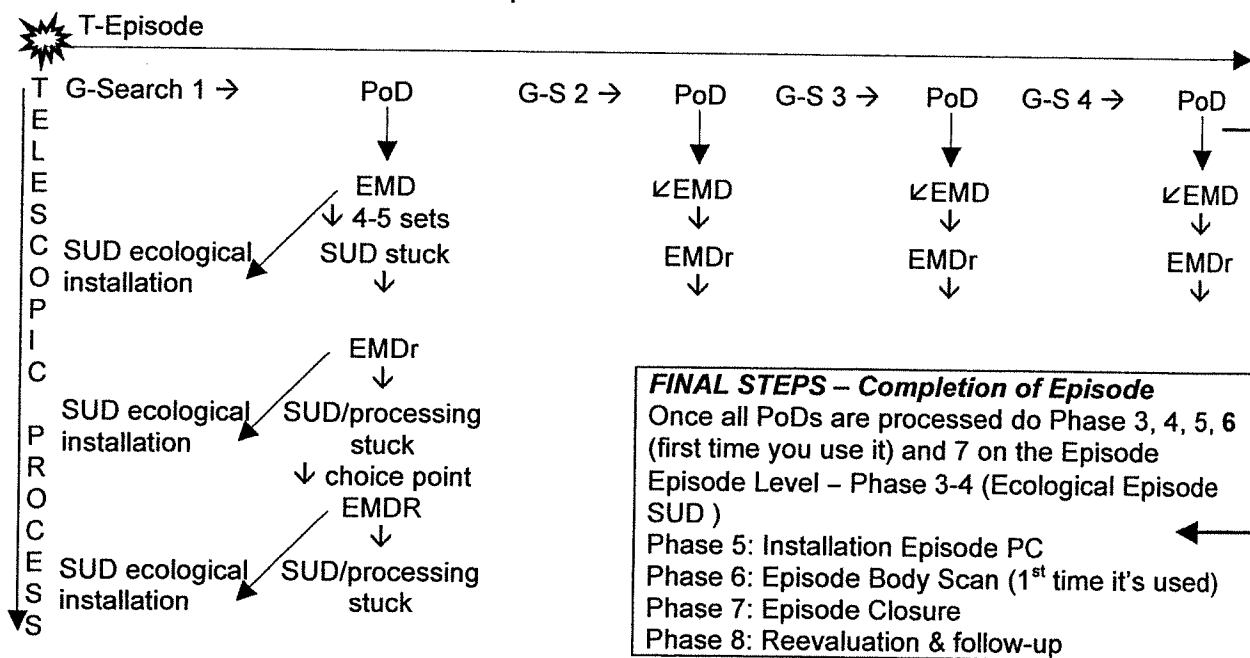 T-Episode
TELESCOPIC PROCESS
G-Search 1 → PoD G-S 2 → PoD G-S 3 → PoD G-S 4 → PoD
EMD
↓ 4-5 sets
SUD ecological
installation
SUD stuck
↓
EMDr
↓
SUD ecological
installation
SUD/processing
stuck
↓ choice point
EMDR
↓
SUD ecological
installation
SUD/processing
stuck
↙EMD ↙EMD ↙EMD
↓ ↓ ↓
EMDr EMDr EMDr
↓ ↓ ↓
FINAL STEPS – Completion of Episode
Once all PoDs are processed do Phase 3, 4, 5, 6
(first time you use it) and 7 on the Episode
Episode Level – Phase 3-4 (Ecological Episode
SUD )
Phase 5: Installation Episode PC
Phase 6: Episode Body Scan (1st time it's used)
Phase 7: Episode Closure
Phase 8: Reevaluation & follow-up